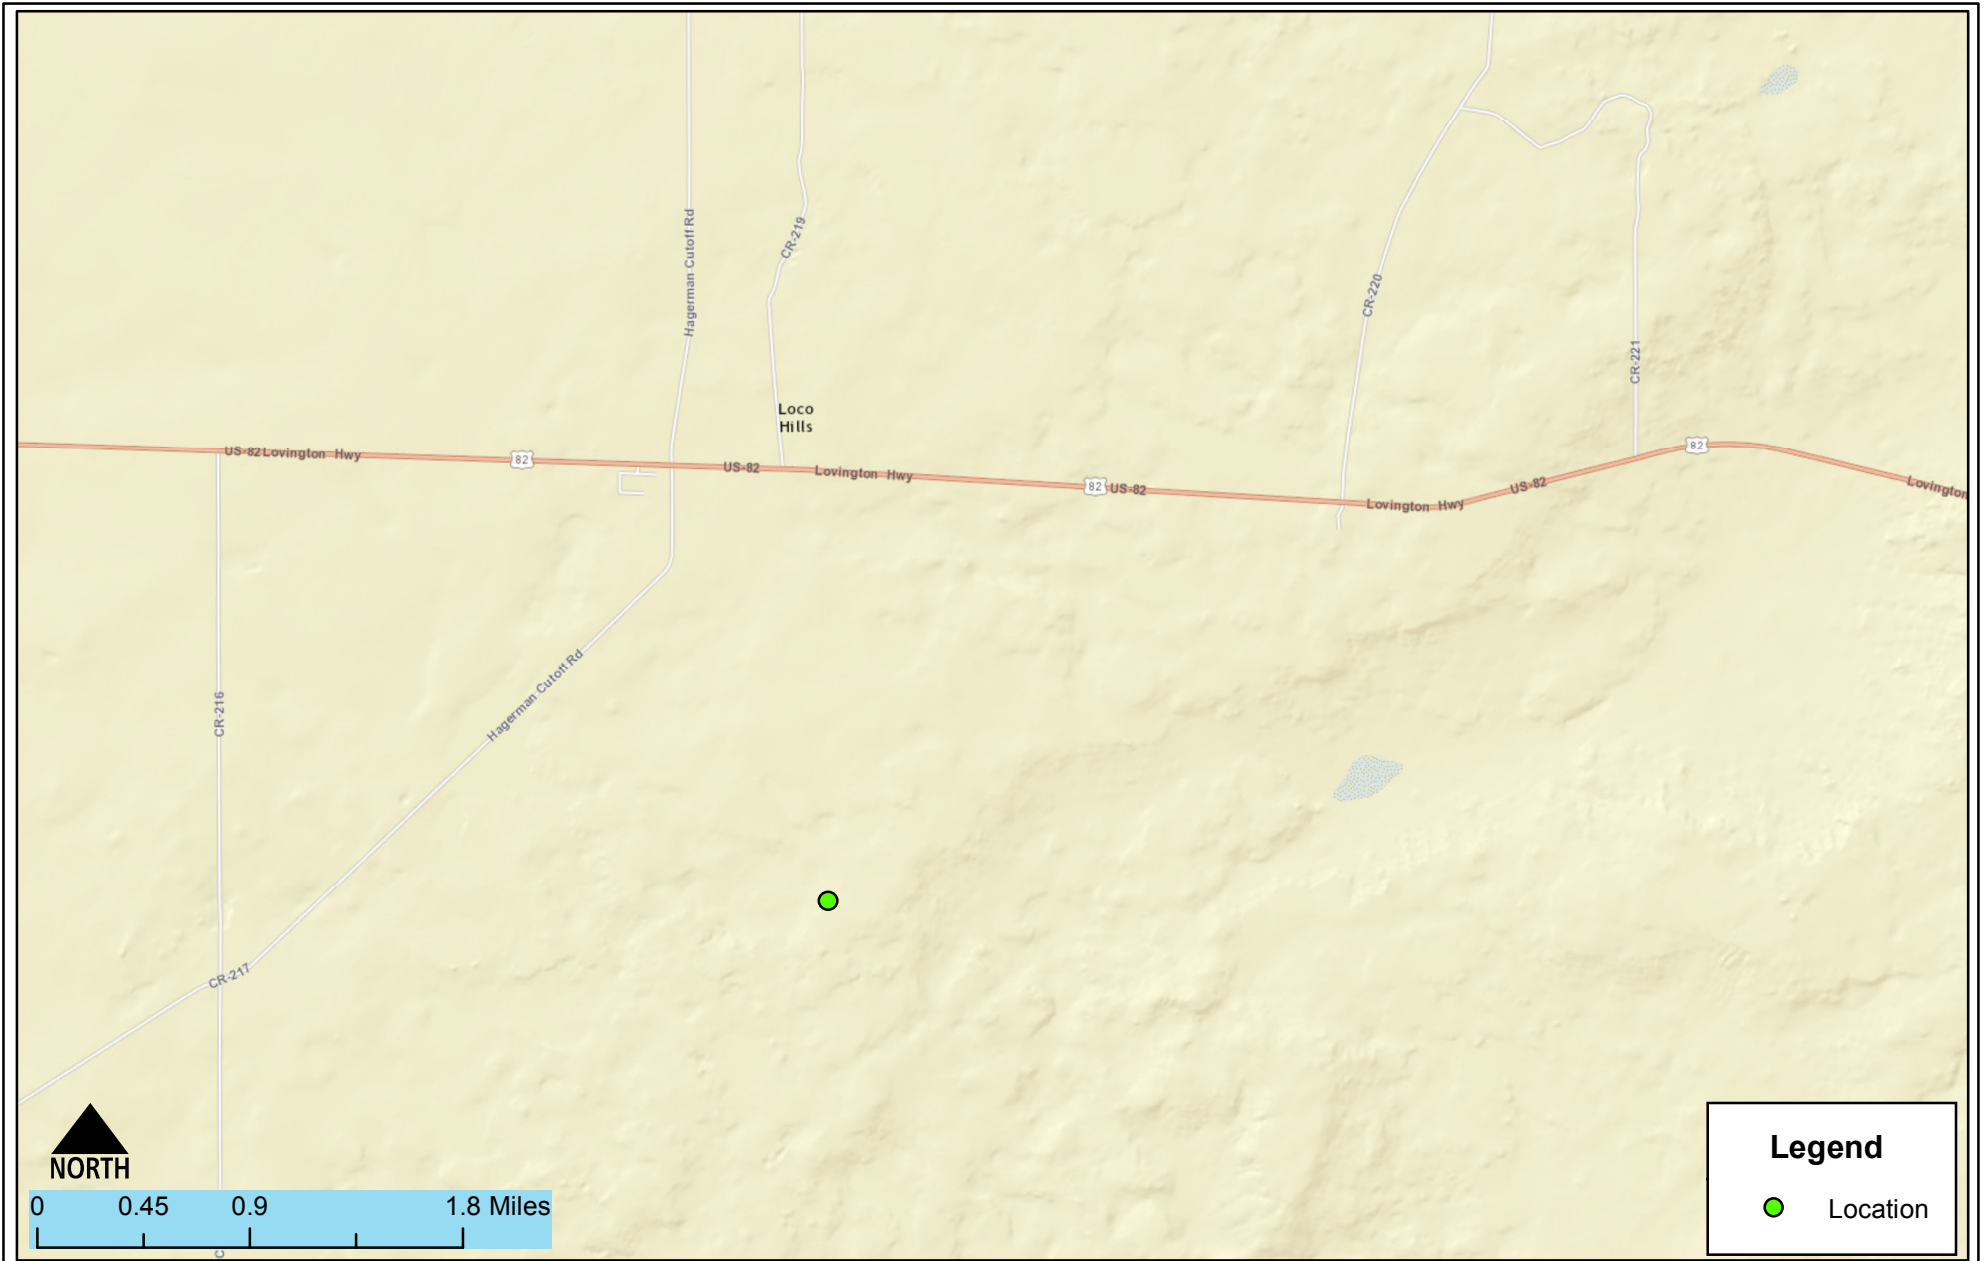 Hagerman Cutoff Rd
CR-219
CR-220
CR-221
Loco
Hills
US-82 Lovington Hwy
82
US-82
Lovington Hwy
82
US-82
Lovington Hwy
US-82
82
Lovington
CR-216
Hagerman Cutoff Rd
CR-217
NORTH
0 0.45 0.9 1.8 Miles
C
Legend
Location